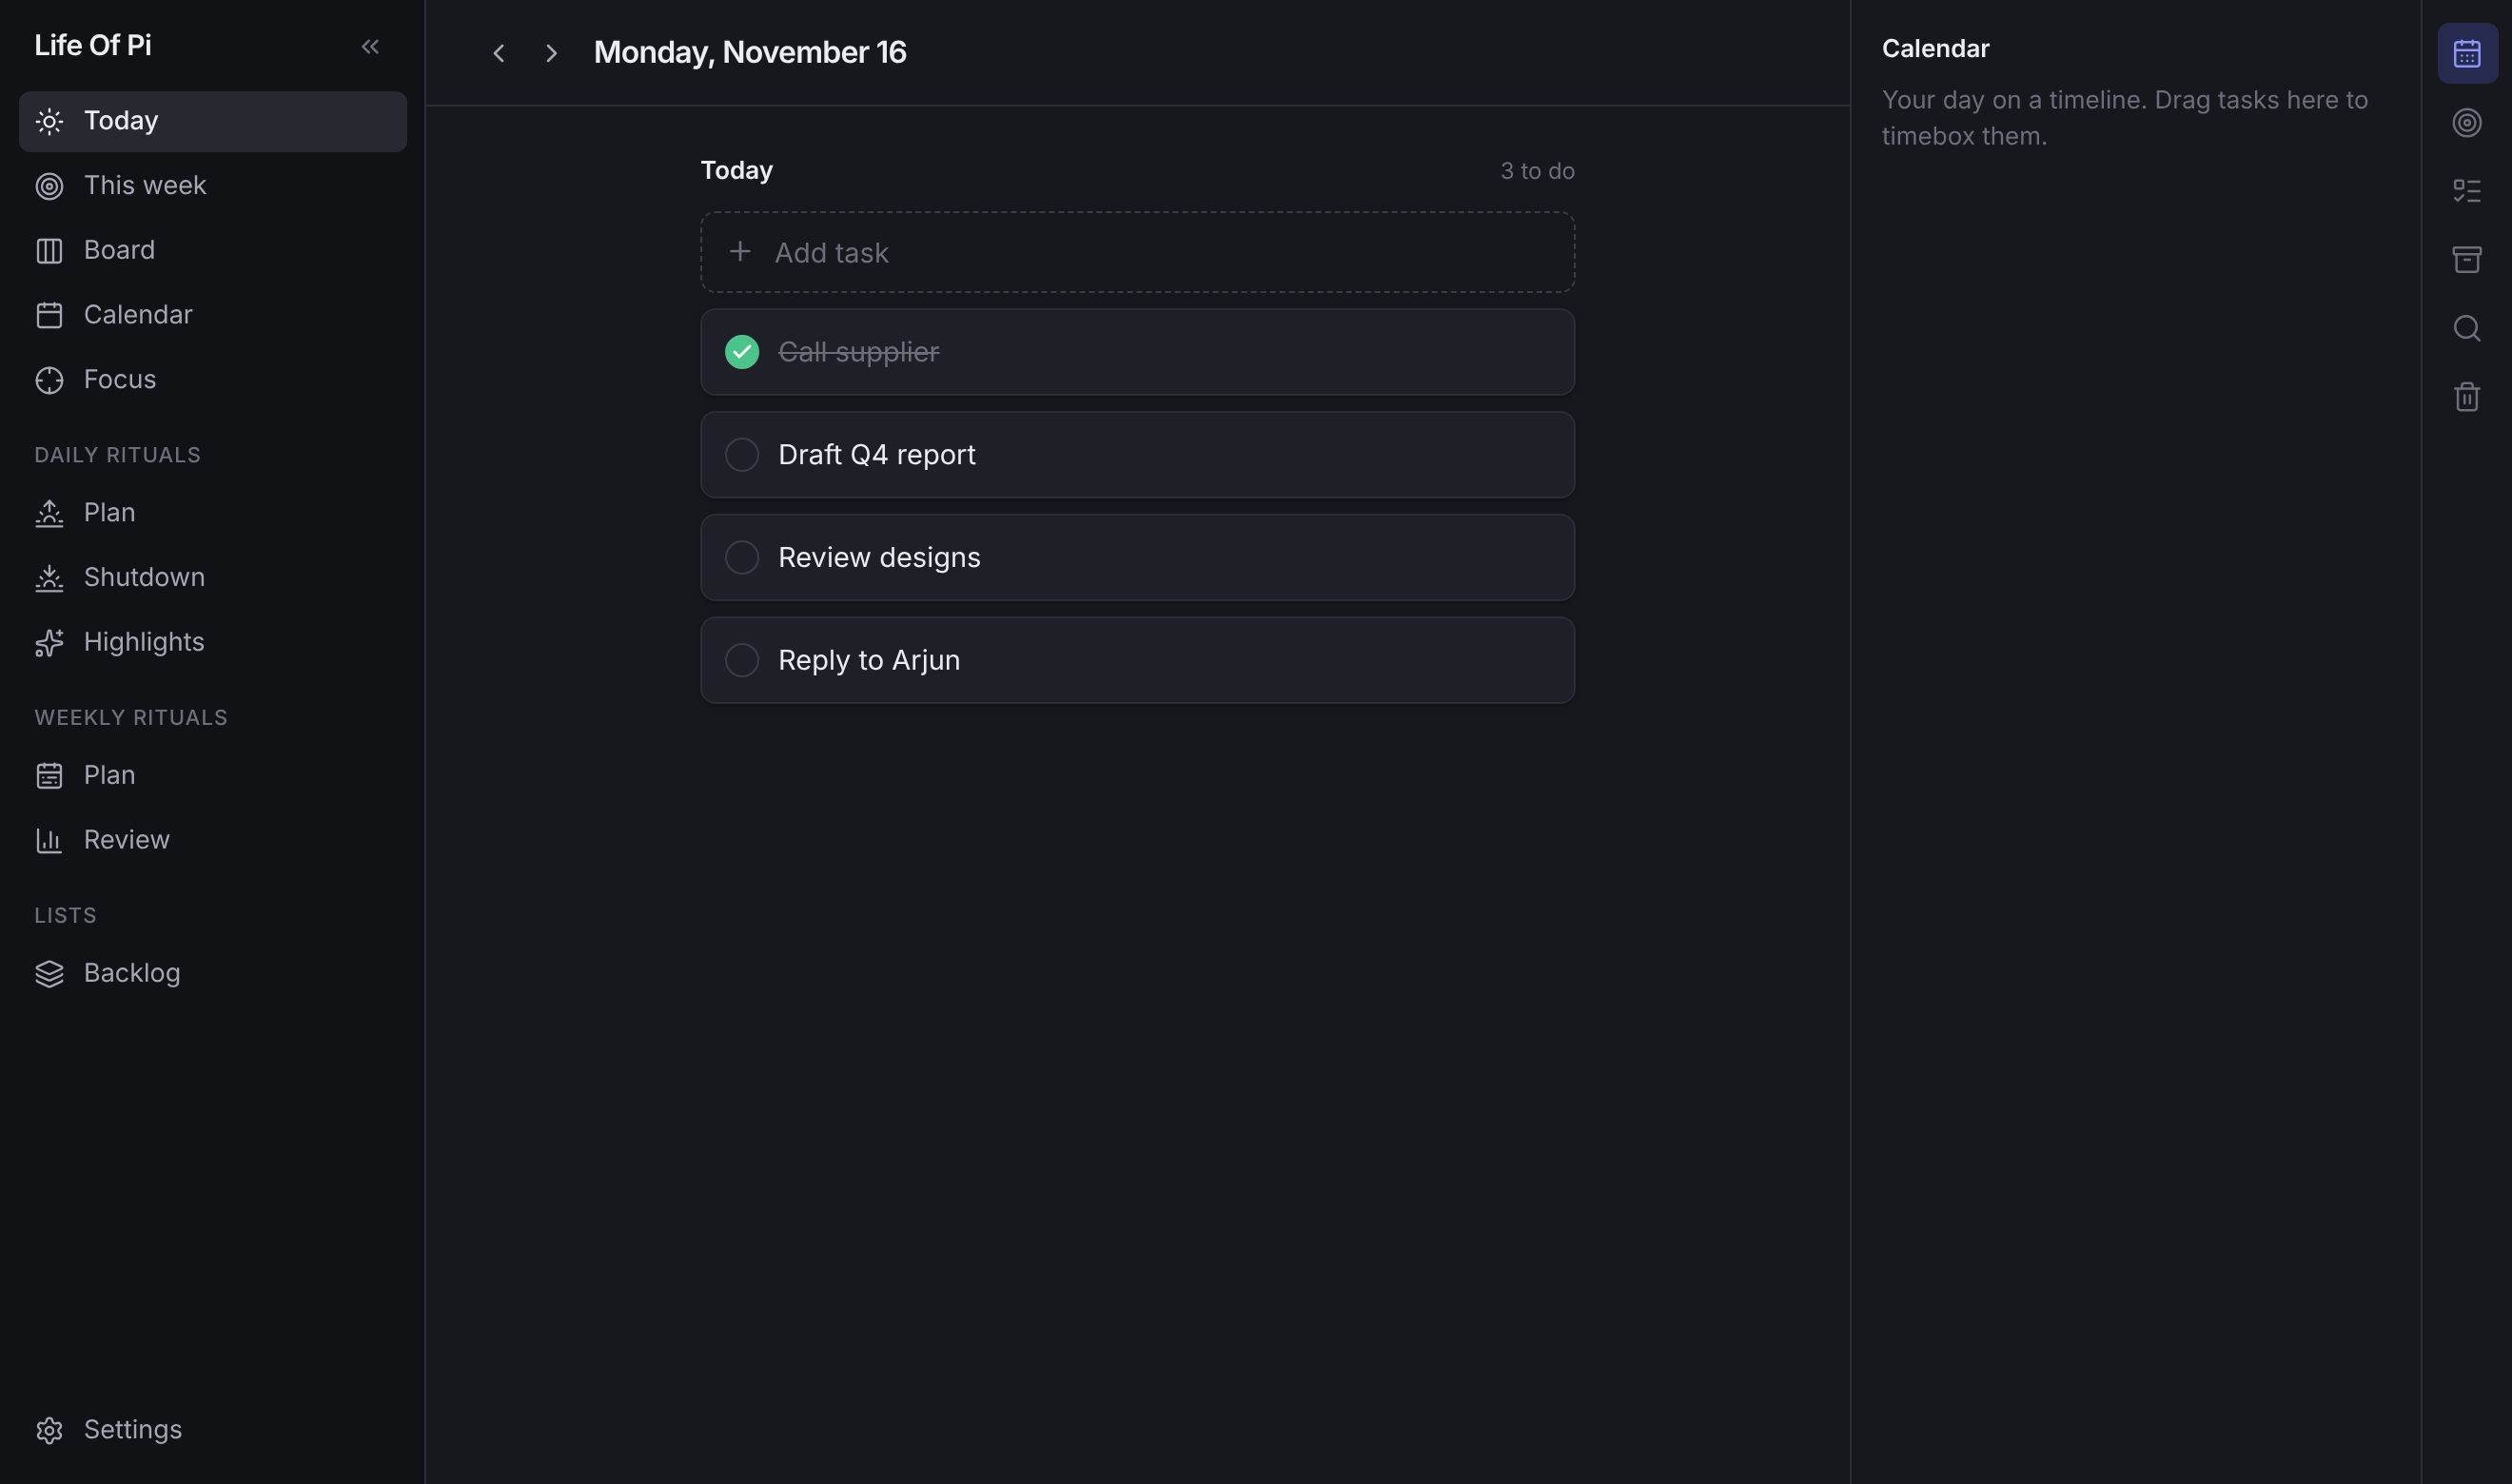 Life Of Pi
Today
This week
Board
Calendar
Focus
DAILY RITUALS
Plan
Shutdown
Highlights
WEEKLY RITUALS
Plan
Review
LISTS
Backlog
Settings
Monday, November 16
Today
3 to do
Add task
Call supplier
Draft Q4 report
Review designs
Reply to Arjun
Calendar
Your day on a timeline. Drag tasks here to
timebox them.